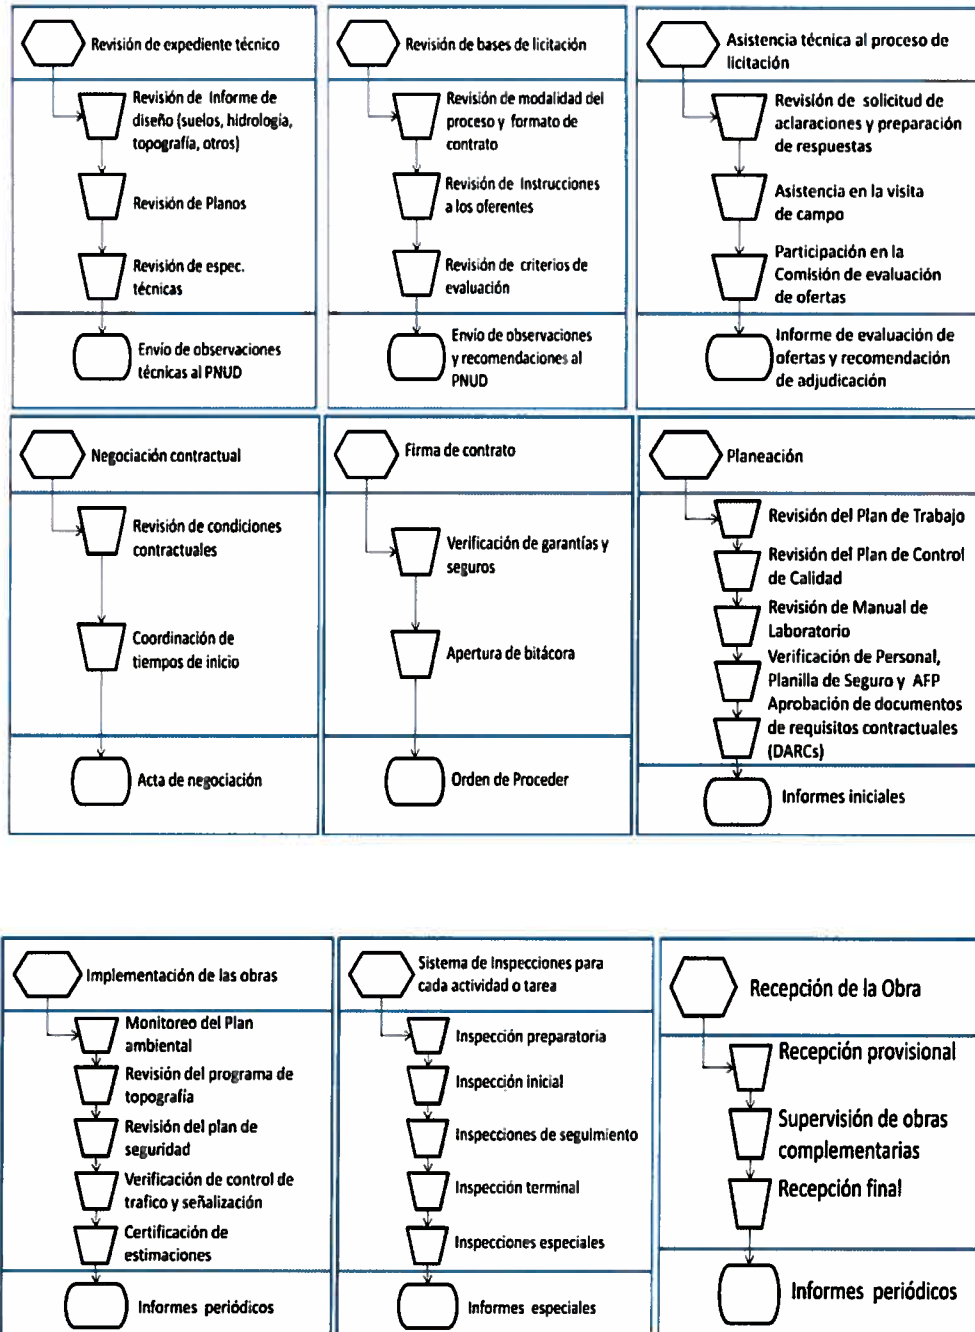 Revisión de expediente técnico
Revisión de Informe de
diseño (suelos, hidrología,
topografía, otros)
Revisión de Planos
Revisión de espec.
técnicas
Envío de observaciones
técnicas al PNUD
Revisión de bases de licitación
Revisión de modalidad del
proceso y formato de
contrato
Revisión de Instrucciones
a los oferentes
Revisión de criterios de
evaluación
Envío de observaciones
y recomendaciones al
PNUD
Asistencia técnica al proceso de
licitación
Revisión de solicitud de
aclaraciones y preparación
de respuestas
Asistencia en la visita
de campo
Participación en la
Comisión de evaluación
de ofertas
Informe de evaluación de
ofertas y recomendación
de adjudicación
Negociación contractual
Revisión de condiciones
contractuales
Coordinación de
tiempos de inicio
Acta de negociación
Firma de contrato
Verificación de garantías y
seguros
Apertura de bitácora
Orden de Proceder
Planeación
Revisión del Plan de Trabajo
Revisión del Plan de Control
de Calidad
Revisión de Manual de
Laboratorio
Verificación de Personal,
Planilla de Seguro y AFP
Aprobación de documentos
de requisitos contractuales
(DARCs)
Informes iniciales
Implementación de las obras
Monitoreo del Plan
ambiental
Revisión del programa de
topografía
Revisión del plan de
seguridad
Verificación de control de
trafico y señalización
Certificación de
estimaciones
Informes periódicos
Sistema de Inspecciones para
cada actividad o tarea
Inspección preparatoria
Inspección inicial
Inspecciones de seguimiento
Inspección terminal
Inspecciones especiales
Informes especiales
Recepción de la Obra
Recepción provisional
Supervisión de obras
complementarias
Recepción final
Informes periódicos